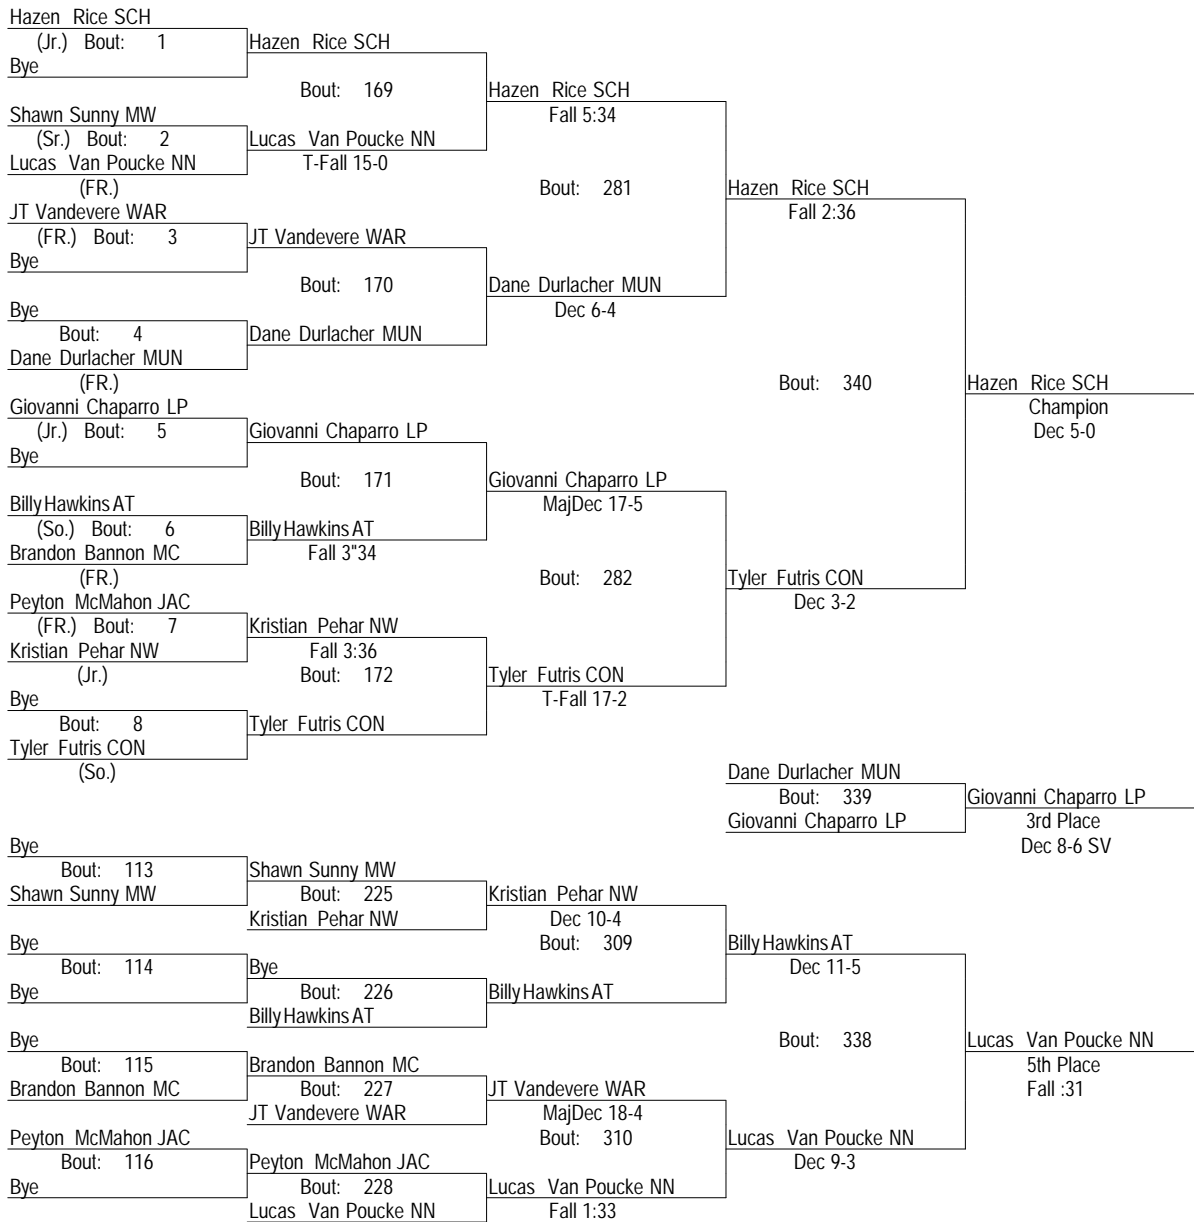 Hazen Rice SCH
(Jr.) Bout: 1
Hazen Rice SCH
Bye
Bout: 169
Hazen Rice SCH
Fall 5:34
Shawn Sunny MW
(Sr.) Bout: 2
Lucas Van Poucke NN
Lucas Van Poucke NN
T-Fall 15-0
(FR.)
Bout: 281
Hazen Rice SCH
Fall 2:36
JT Vandevere WAR
(FR.) Bout: 3
JT Vandevere WAR
Bye
Bout: 170
Dane Durlacher MUN
Dec 6-4
Bye
Bout: 4
Dane Durlacher MUN
Dane Durlacher MUN
(FR.)
Bout: 340
Hazen Rice SCH
Champion
Dec 5-0
Giovanni Chaparro LP
(Jr.) Bout: 5
Giovanni Chaparro LP
Bye
Bout: 171
Giovanni Chaparro LP
MajDec 17-5
Billy Hawkins AT
(So.) Bout: 6
Billy Hawkins AT
Brandon Bannon MC
Fall 3"34
(FR.)
Bout: 282
Tyler Futris CON
Dec 3-2
Peyton McMahon JAC
(FR.) Bout: 7
Kristian Pehar NW
Kristian Pehar NW
Fall 3:36
(Jr.)
Bout: 172
Tyler Futris CON
T-Fall 17-2
Bye
Bout: 8
Tyler Futris CON
Tyler Futris CON
(So.)
Dane Durlacher MUN
Bout: 339
Giovanni Chaparro LP
Giovanni Chaparro LP
3rd Place
Dec 8-6 SV
Bye
Bout: 113
Shawn Sunny MW
Shawn Sunny MW
Bout: 225
Kristian Pehar NW
Kristian Pehar NW
Dec 10-4
Bout: 309
Billy Hawkins AT
Dec 11-5
Bye
Bout: 114
Bye
Bye
Bout: 226
Billy Hawkins AT
Billy Hawkins AT
Bout: 338
Lucas Van Poucke NN
5th Place
Fall :31
Bye
Bout: 115
Brandon Bannon MC
Brandon Bannon MC
Bout: 227
JT Vandevere WAR
JT Vandevere WAR
MajDec 18-4
Bout: 310
Lucas Van Poucke NN
Dec 9-3
Peyton McMahon JAC
Bout: 116
Peyton McMahon JAC
Bye
Bout: 228
Lucas Van Poucke NN
Lucas Van Poucke NN
Fall 1:33